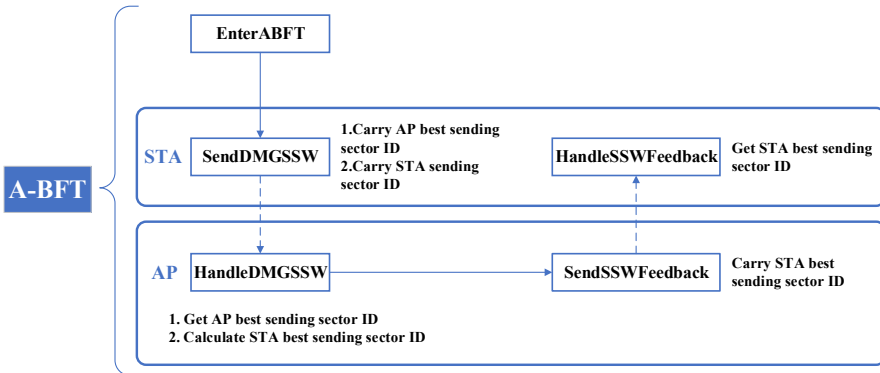 EnterABFT
A-BFT
STA
SendDMGSSW
1.Carry AP best sending
sector ID
2.Carry STA sending
sector ID
HandleSSWFeedback
Get STA best sending
sector ID
AP
HandleDMGSSW
SendSSWFeedback
Carry STA best
sending sector ID
1. Get AP best sending sector ID
2. Calculate STA best sending sector ID